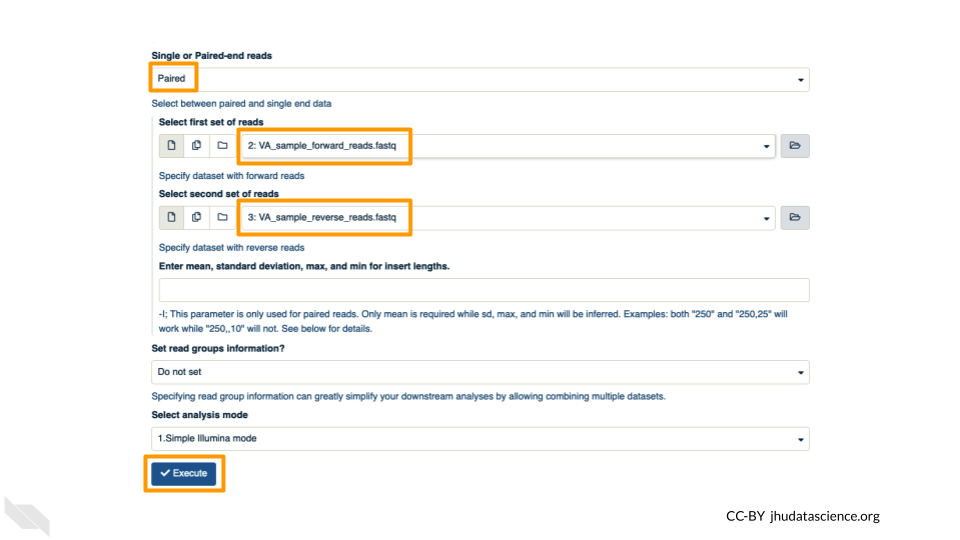 Single or Paired-end reads
Paired
Select between paired and single end data
Select first set of reads
2: VA_sample_forward_reads.fastq
Specify dataset with forward reads
Select second set of reads
3: VA_sample_reverse_reads.fastq
Specify dataset with reverse reads
Enter mean, standard deviation, max, and min for insert lengths.
-I; This parameter is only used for paired reads. Only mean is required while sd, max, and min will be inferred. Examples: both "250" and "250,25" will
work while "250,,10" will not. See below for details.
Set read groups information?
Do not set
Specifying read group information can greatly simplify your downstream analyses by allowing combining multiple datasets.
Select analysis mode
1.Simple Illumina mode
Execute
CC-BY jhudatascience.org